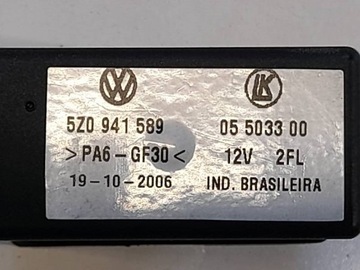 5Z0 941 589
05 5033 00
>PA6-GF30<
12V 2FL
19-10-2006
IND. BRASILEIRA